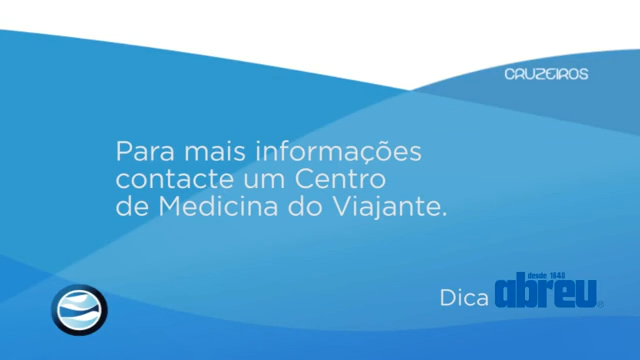 CRUZEIROS
Para mais informações
contacte um Centro
de Medicina do Viajante.
desde 1840
Dica abreu